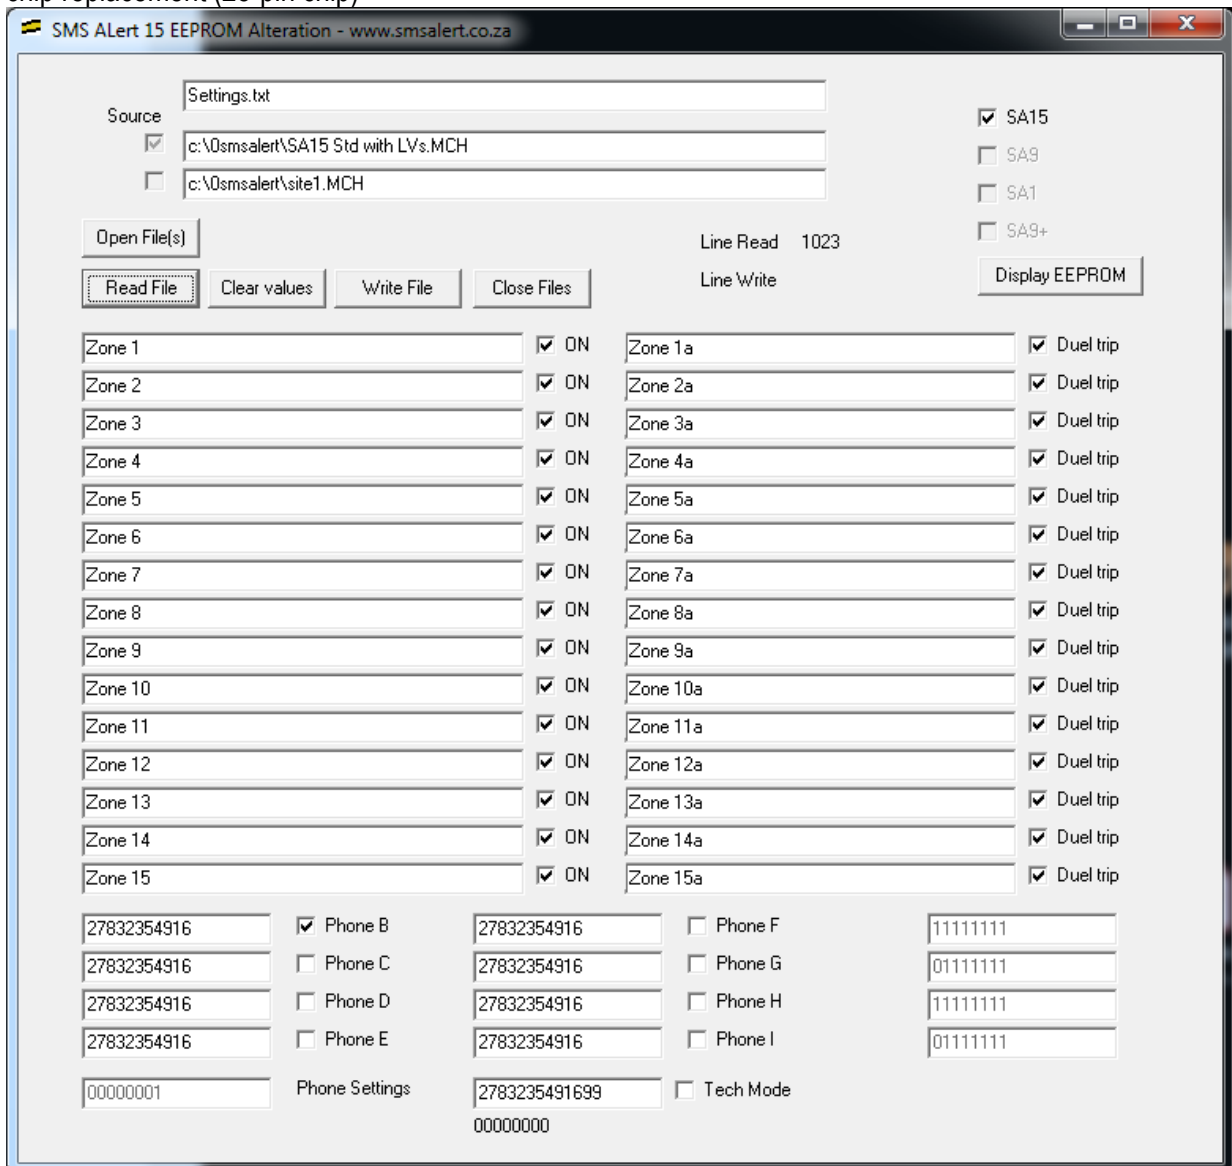 chip replacement (28 pin chip)
SMS ALert 15 EEPROM Alteration - www.smsalert.co.za
Settings.txt
Source
c:\0smsalert\SA15 Std with LVs.MCH
c:\0smsalert\site1.MCH
SA15
SA9
SA1
SA9+
Open File(s)
Line Read 1023
Read File Clear values Write File Close Files
Line Write
Display EEPROM
Zone 1 ON Zone 1a Duel trip
Zone 2 ON Zone 2a Duel trip
Zone 3 ON Zone 3a Duel trip
Zone 4 ON Zone 4a Duel trip
Zone 5 ON Zone 5a Duel trip
Zone 6 ON Zone 6a Duel trip
Zone 7 ON Zone 7a Duel trip
Zone 8 ON Zone 8a Duel trip
Zone 9 ON Zone 9a Duel trip
Zone 10 ON Zone 10a Duel trip
Zone 11 ON Zone 11a Duel trip
Zone 12 ON Zone 12a Duel trip
Zone 13 ON Zone 13a Duel trip
Zone 14 ON Zone 14a Duel trip
Zone 15 ON Zone 15a Duel trip
27832354916 Phone B 27832354916 Phone F 11111111
27832354916 Phone C 27832354916 Phone G 01111111
27832354916 Phone D 27832354916 Phone H 11111111
27832354916 Phone E 27832354916 Phone I 01111111
00000001 Phone Settings 2783235491699 Tech Mode
00000000